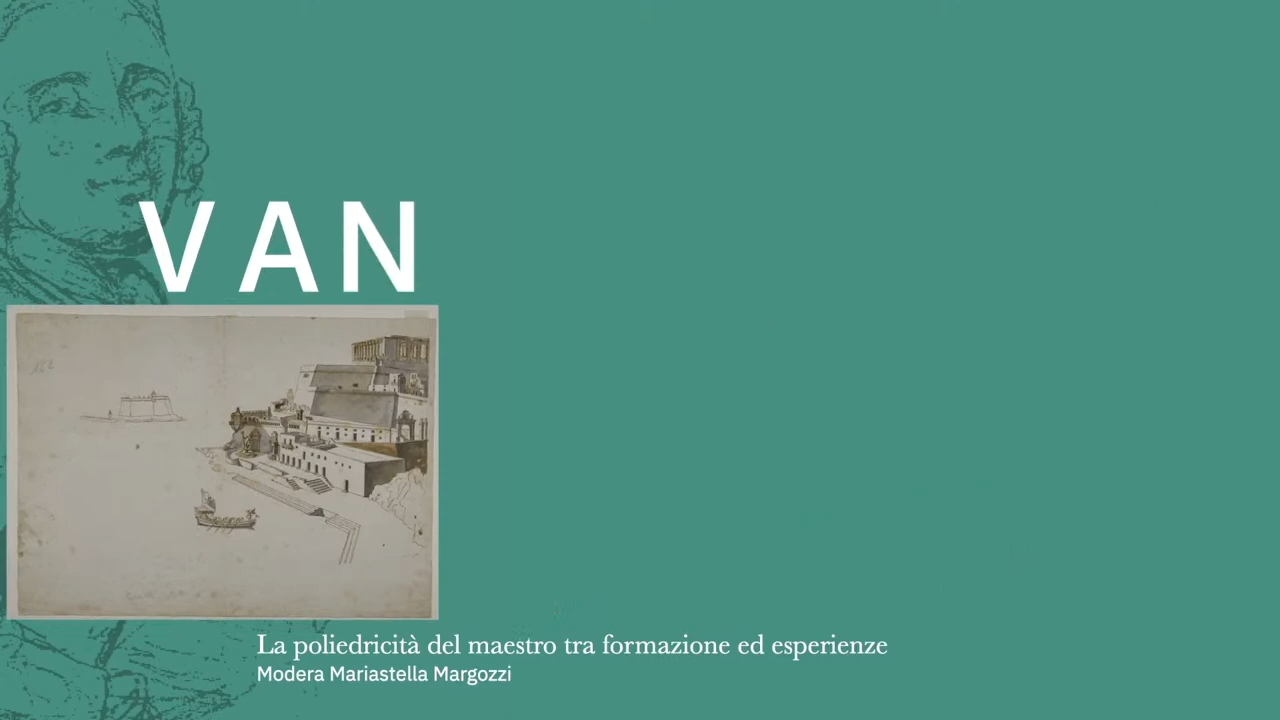 VAN
La poliedricità del maestro tra formazione ed esperienze
Modera Mariastella Margozzi